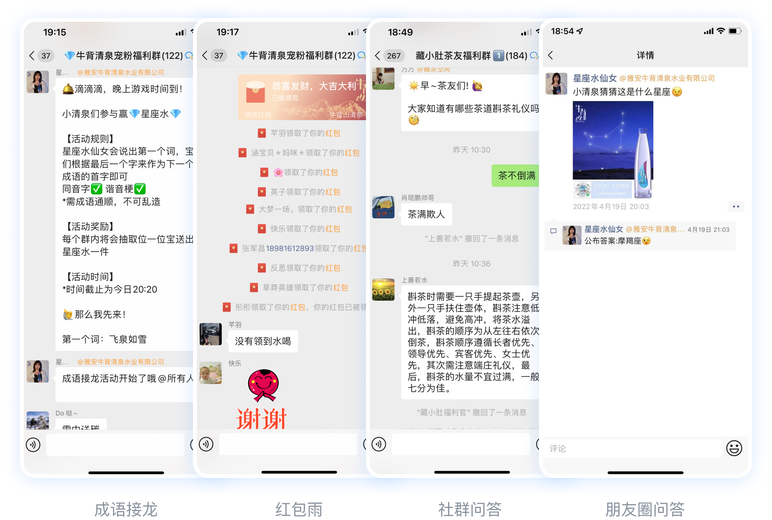 19:15
37
💎牛背清泉宠粉福利群(122)
星... @雅安牛背清泉水业有限公司
🛎️滴滴滴，晚上游戏时间到！
小清泉们参与赢💎星座水💎
【活动规则】
星座水仙女会说出第一个词，宝
们根据最后一个字来作为下一个
成语的首字即可
同音字✅ 谐音梗✅
*需成语通顺，不可乱造
【活动奖励】
每个群内将会抽取位一位宝送出
星座水一件
【活动时间】
*时间截止为今日20:20
🙋 那么我先来！
第一个词：飞泉如雪
星... @雅安牛背清泉水业有限公司
成语接龙活动开始了哦@所有人
Do 哒~
雪中送碳
19:17
37
💎牛背清泉宠粉福利群(122)
恭喜发财，大吉大利
已被领完
芊羽领取了你的红包
涵宝贝＊妈咪＊领取了你的红包
🌸领取了你的红包
英子领取了你的红包
大梦一场。领取了你的红包
快乐领取了你的红包
张军县18981612893领取了你的红包
反思领取了你的红包
草莽英雄领取了你的红包
彤彤领取了你的红包，你的红包已被领
芊羽
没有领到水喝
快乐
谢谢
18:49
267
藏小肚茶友福利群1️⃣(184)
☀️早~茶友们！🙋
大家知道有哪些茶道斟茶礼仪吗
🤔
昨天 10:30
茶不倒满
肖琨鹏帅哥
茶满欺人
"上善若水" 撤回了一条消息
昨天 10:36
上善若水
斟茶时需要一只手提起茶壶，另
外一只手扶住壶体，斟茶注意低
冲低落，避免高冲，将茶水溢
出，斟茶的顺序为从左往右依次
倒茶，斟茶顺序遵循长者优先、
领导优先、宾客优先、女士优
先，其次需注意端庄礼仪，最
后，斟茶的水量不宜过满，一般
七分为佳。
"藏小肚福利官" 撤回了一条消息
18:54
详情
星座水仙女 @雅安牛背清泉水业有限公司
小清泉猜猜这是什么星座😉
2022年4月19日 20:03
星座水仙女 @雅安牛背清泉... 4月19日 21:03
公布答案:摩羯座😉
评论
成语接龙
红包雨
社群问答
朋友圈问答